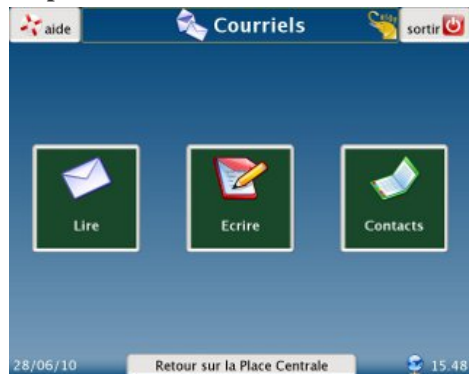 aide
Courriels
sortir
Lire
Ecrire
Contacts
28/06/10
Retour sur la Place Centrale
15.48